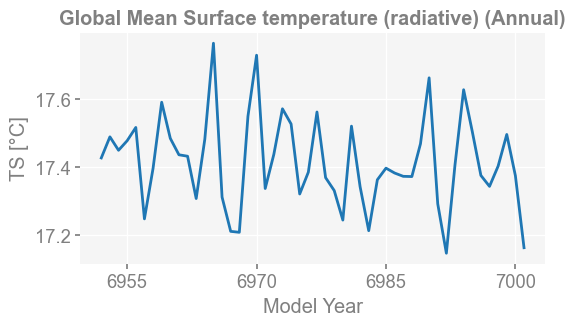 Global Mean Surface temperature (radiative) (Annual)
TS [°C]
17.6
17.4
17.2
6955 6970 6985 7000
Model Year